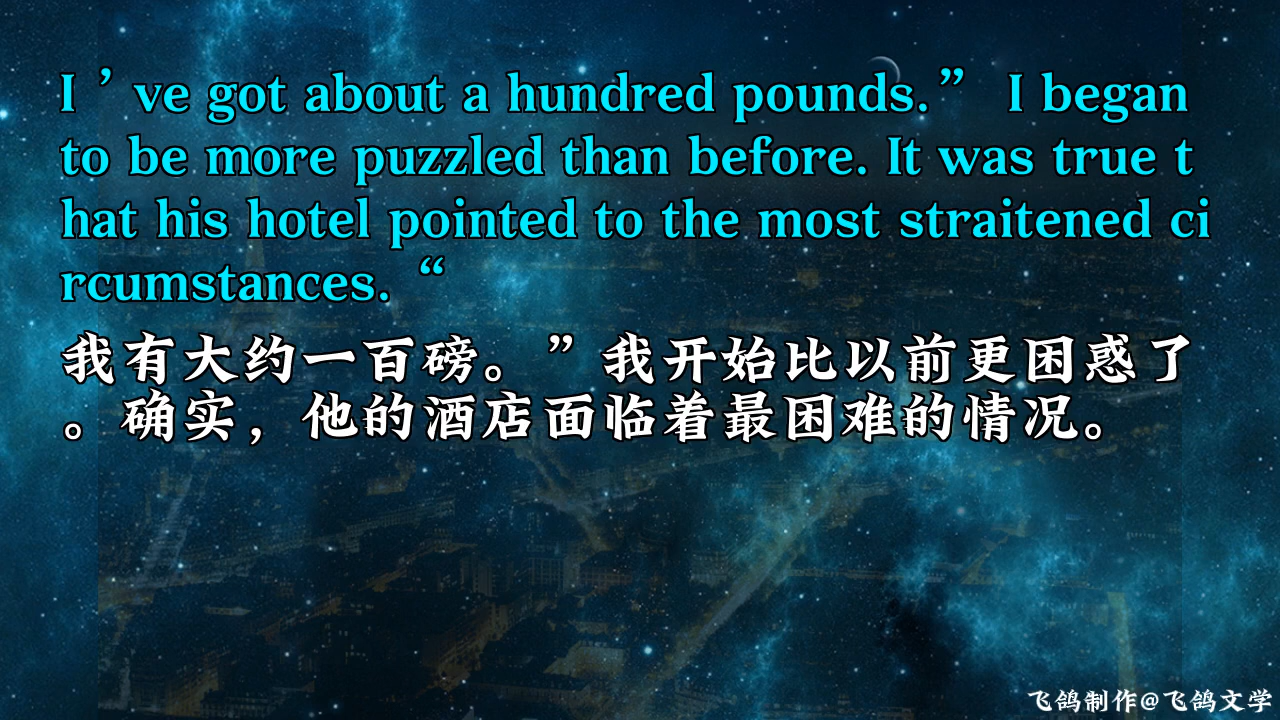 I ’ ve got about a hundred pounds.” I began
to be more puzzled than before. It was true t
hat his hotel pointed to the most straitened ci
rcumstances. “
我有大约一百磅。”我开始比以前更困惑了
。确实，他的酒店面临着最困难的情况。
飞鸽制作@飞鸽文学